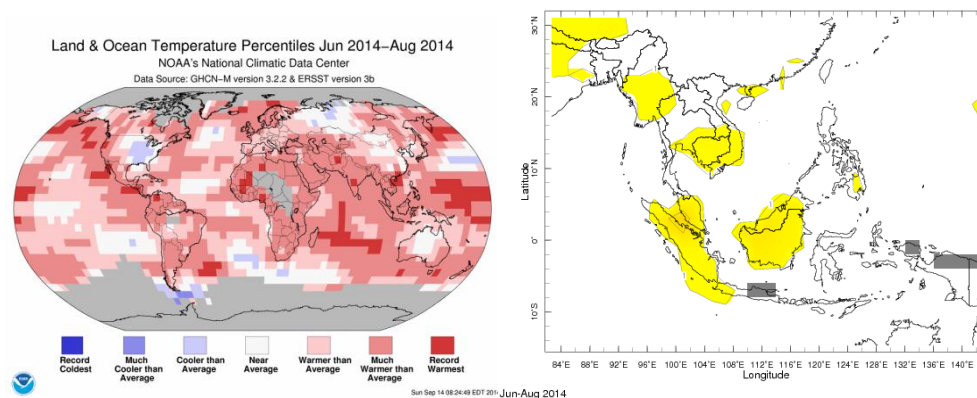 Land & Ocean Temperature Percentiles Jun 2014–Aug 2014
NOAA's National Climatic Data Center
Data Source: GHCN–M version 3.2.2 & ERSST version 3b
Record
Coldest
Much
Cooler than
Average
Cooler than
Average
Near
Average
Warmer than
Average
Much
Warmer than
Average
Record
Warmest
Sun Sep 14 08:24:49 EDT 201
30°N
20°N
10°N
0°
10°S
Latitude
84°E 88°E 92°E 96°E 100°E 104°E 108°E 112°E 116°E 120°E 124°E 128°E 132°E 136°E 140°E
Longitude
Jun-Aug 2014